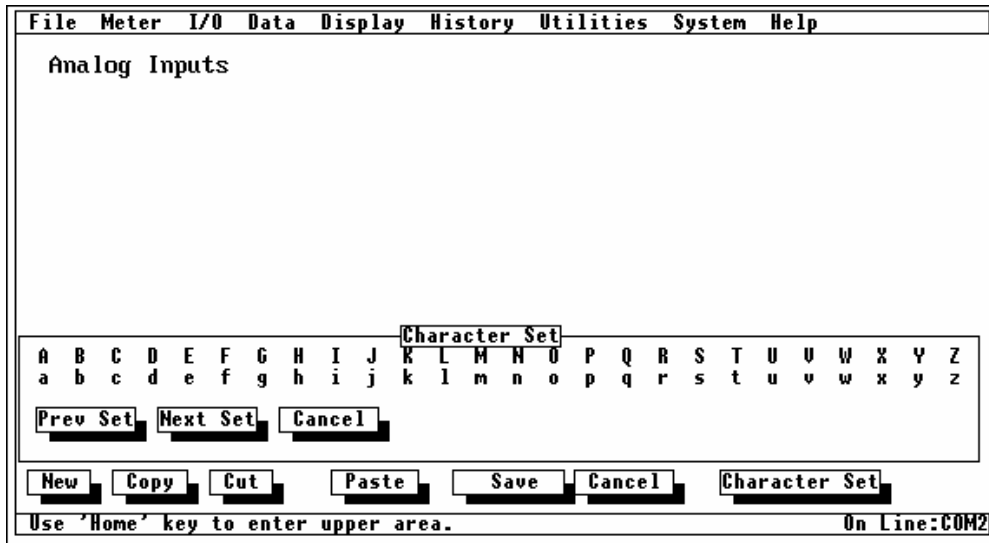 File Meter I/O Data Display History Utilities System Help
Analog Inputs
Character Set
A B C D E F G H I J K L M N O P Q R S T U V W X Y Z
a b c d e f g h i j k l m n o p q r s t u v w x y z
Prev Set Next Set Cancel
New Copy Cut Paste Save Cancel Character Set
Use 'Home' key to enter upper area. On Line:COM2